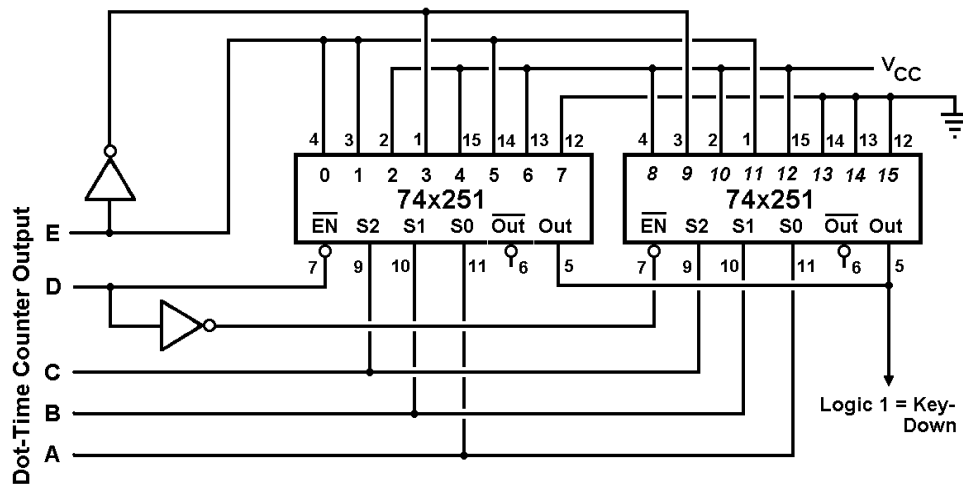 V_CC
4 3 2 1 15 14 13 12
4 3 2 1 15 14 13 12
0 1 2 3 4 5 6 7
8 9 10 11 12 13 14 15
74x251
74x251
EN S2 S1 S0 Out Out
EN S2 S1 S0 Out Out
7 9 10 11 6 5
7 9 10 11 6 5
Dot-Time Counter Output
E
D
C
B
A
Logic 1 = Key-
Down